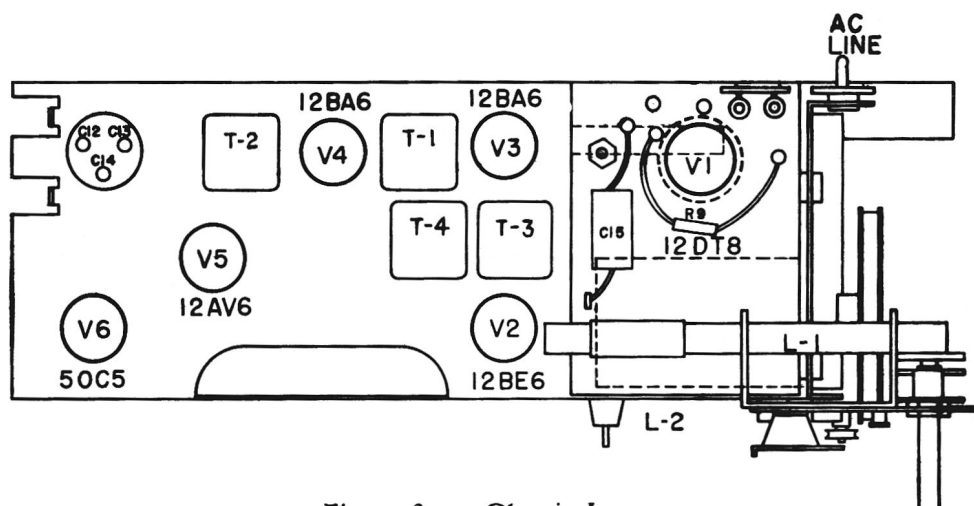 AC
LINE
12BA6
12BA6
C12 C13
C14
T-2
V4
T-1
V3
V1
R9
C15
12DT8
T-4
T-3
V5
12AV6
V6
50C5
V2
12BE6
L-2